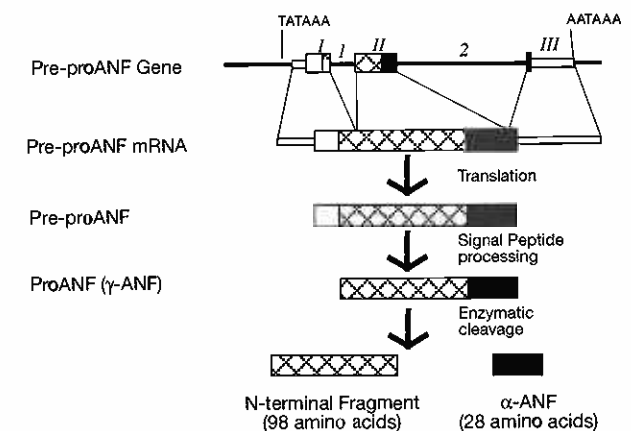 TATAAA
AATAAA
I
1
II
2
III
Pre-proANF Gene
Pre-proANF mRNA
Translation
Pre-proANF
Signal Peptide
processing
ProANF (γ-ANF)
Enzymatic
cleavage
N-terminal Fragment
(98 amino acids)
α-ANF
(28 amino acids)